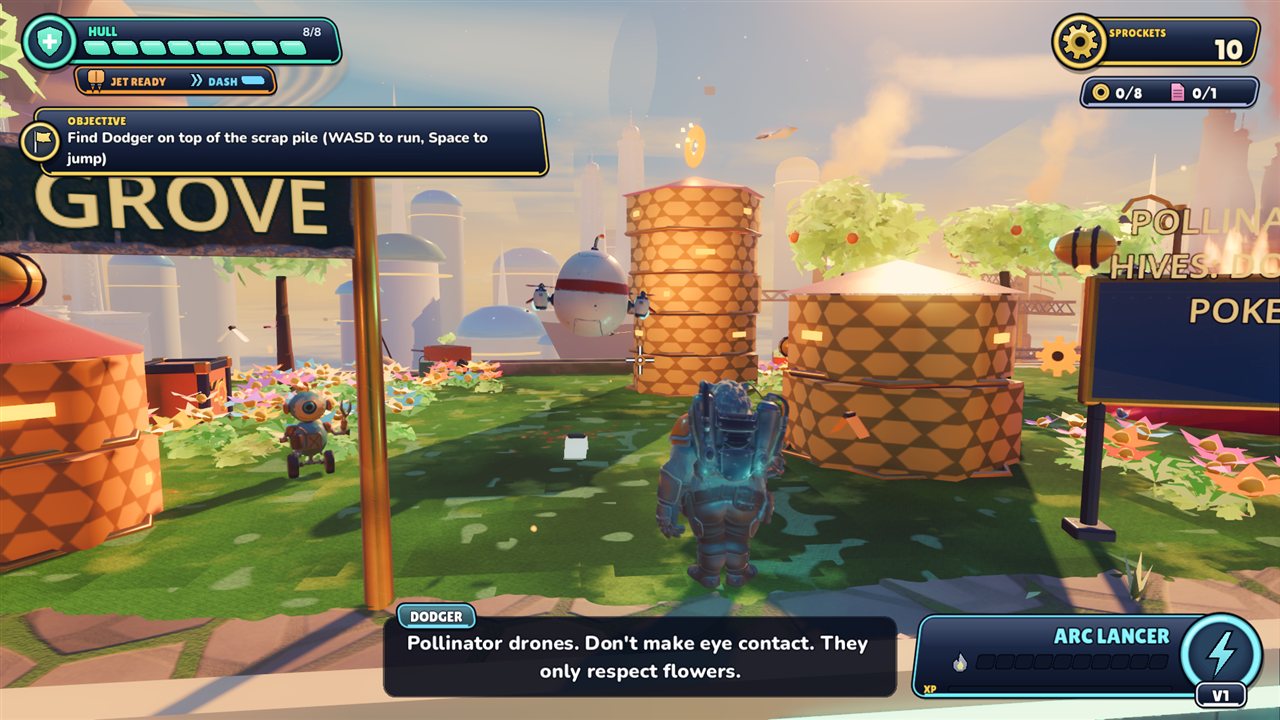 HULL
8/8
JET READY
DASH
OBJECTIVE
Find Dodger on top of the scrap pile (WASD to run, Space to
jump)
SPROCKETS
10
0/8
0/1
GROVE
POLLINA
HIVES. DO
POKE
DODGER
Pollinator drones. Don't make eye contact. They
only respect flowers.
ARC LANCER
XP
V1